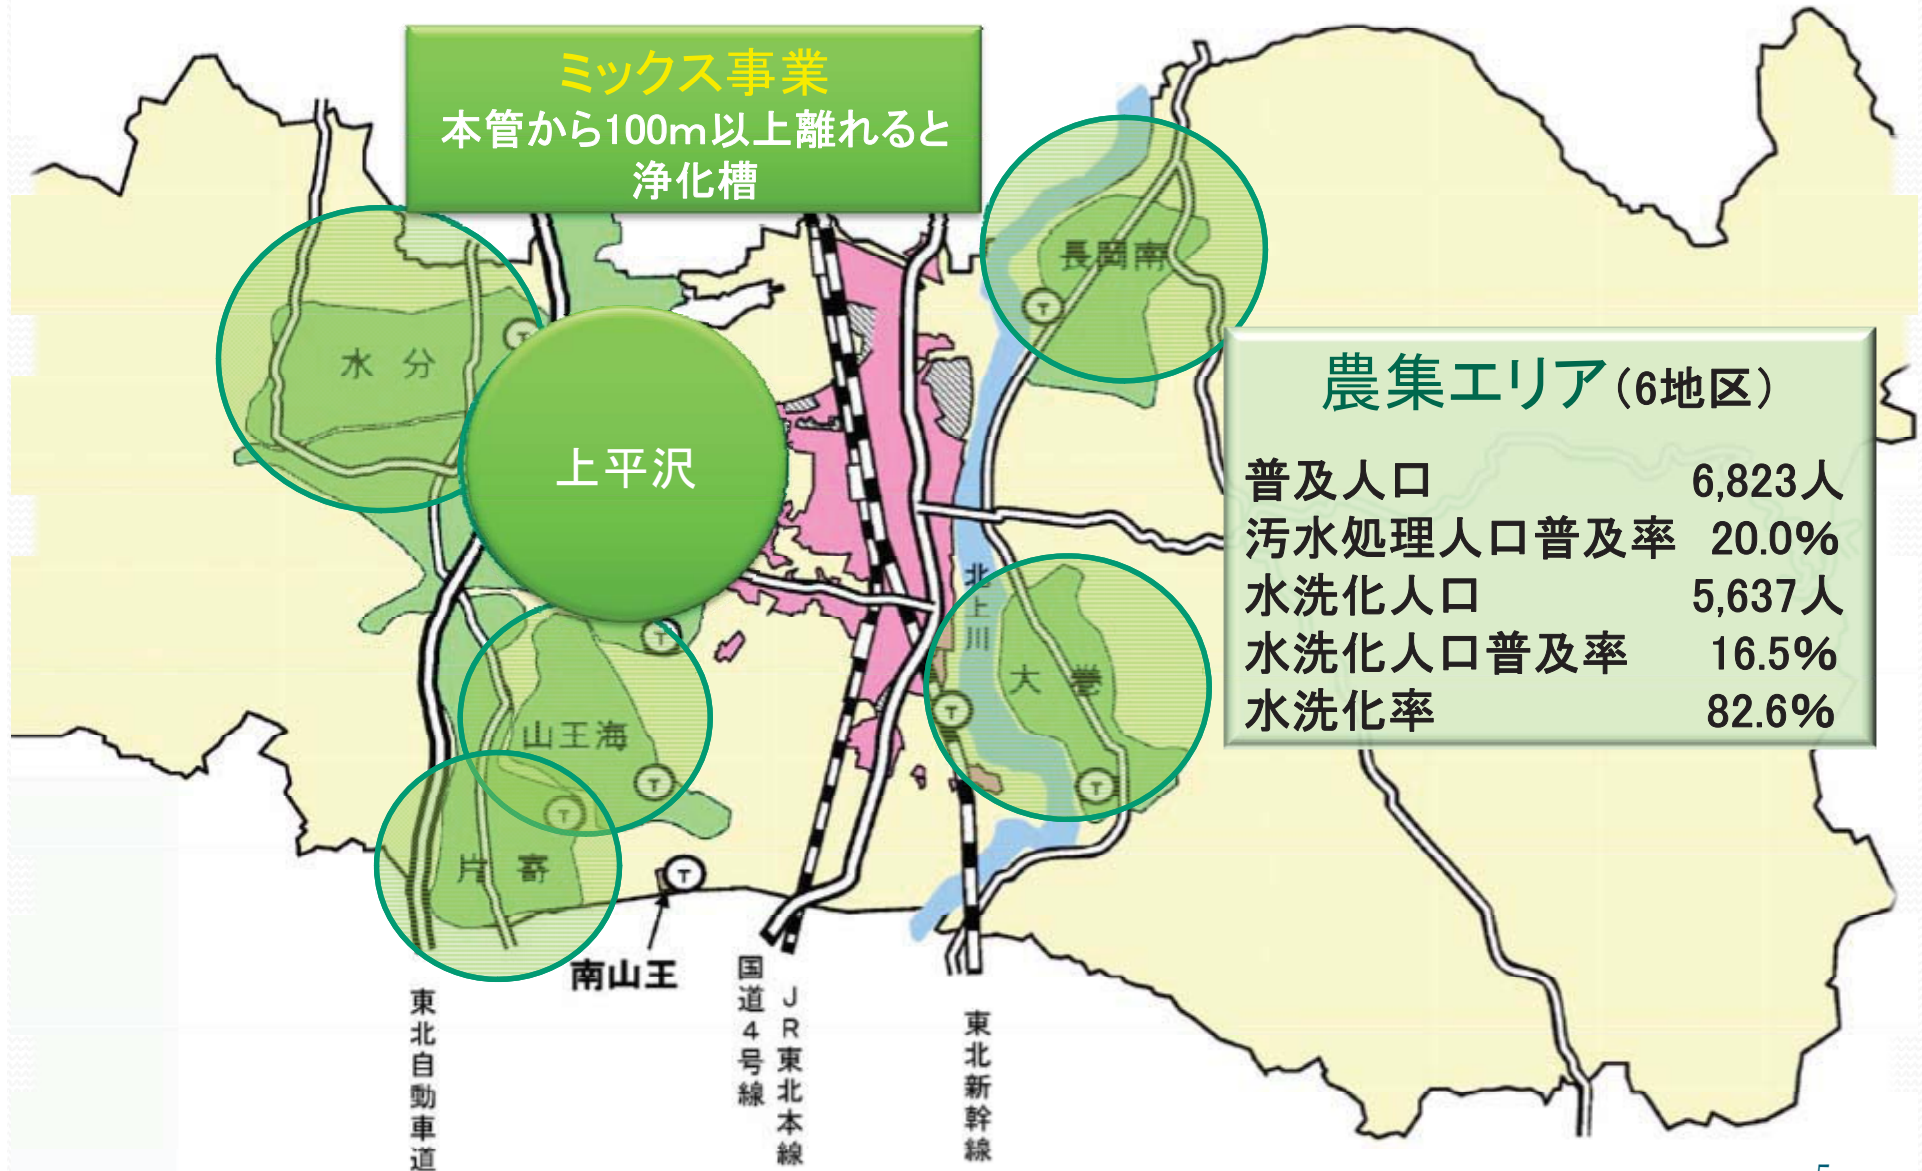 ミックス事業
本管から100m以上離れると
浄化槽
長岡南
水分
上平沢
農集エリア（6地区）
普及人口 6,823人
汚水処理人口普及率 20.0%
水洗化人口 5,637人
水洗化人口普及率 16.5%
水洗化率 82.6%
北上川
大巻
山王海
片寄
南山王
東北自動車道
国道4号線
JR東北本線
東北新幹線
T
T
T
T
T
T
T
T
5